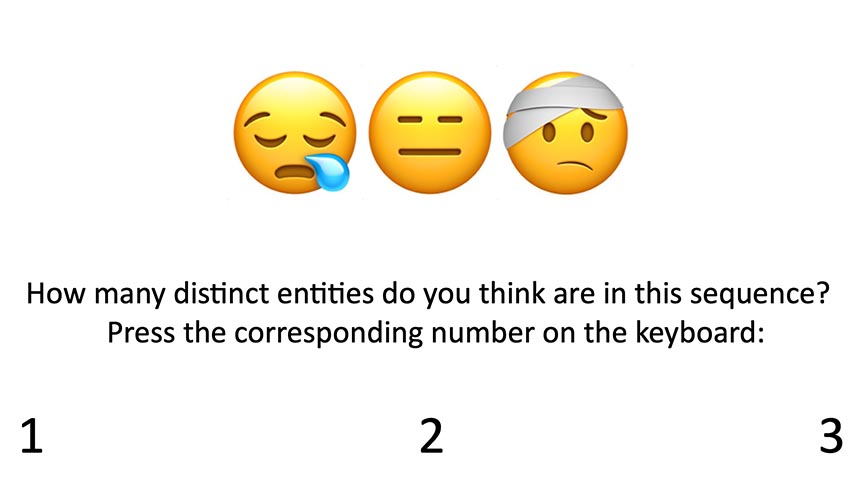 How many distinct entities do you think are in this sequence?
Press the corresponding number on the keyboard:
1 2 3